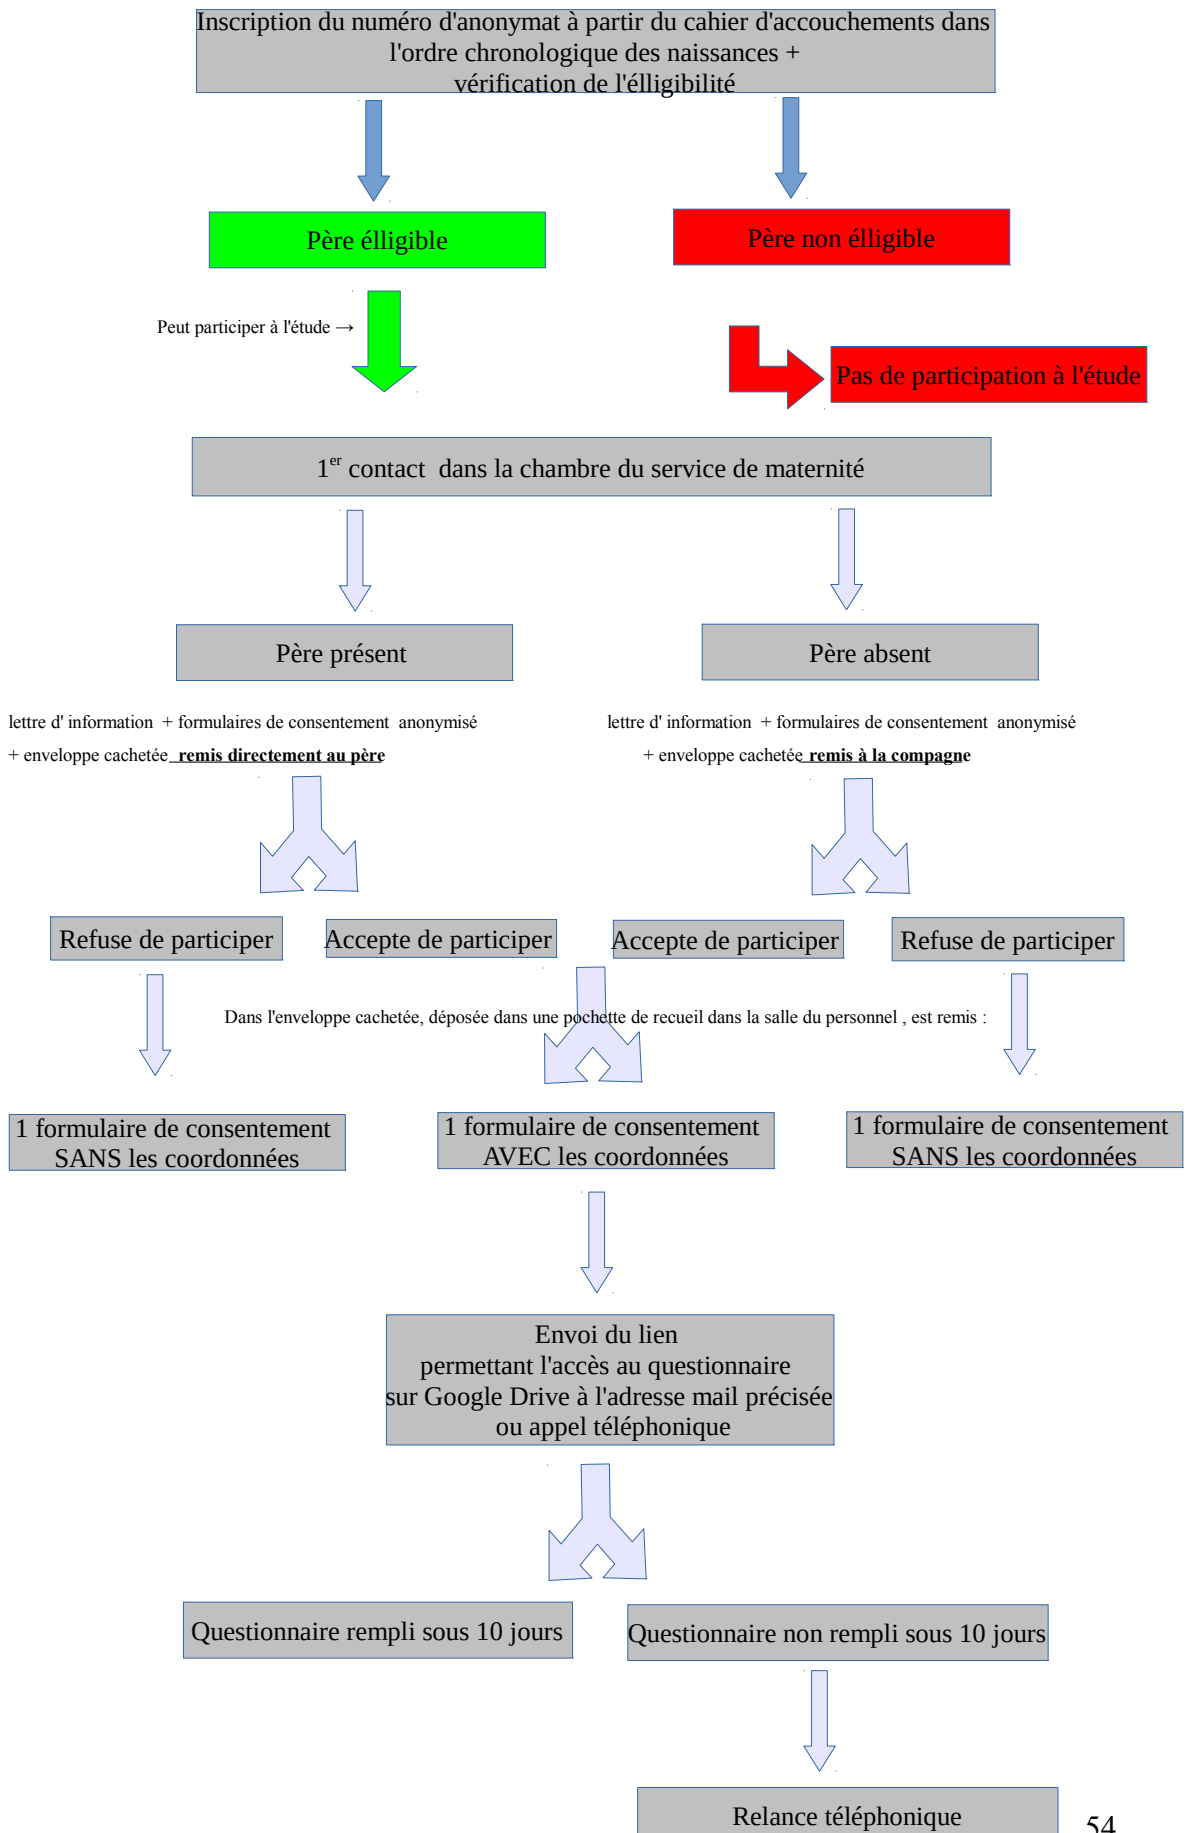 Inscription du numéro d'anonymat à partir du cahier d'accouchements dans
l'ordre chronologique des naissances +
vérification de l'élligibilité
Père élligible
Père non élligible
Peut participer à l'étude →
Pas de participation à l'étude
1er contact dans la chambre du service de maternité
Père présent
Père absent
lettre d' information + formulaires de consentement anonymisé
+ enveloppe cachetée remis directement au père
lettre d' information + formulaires de consentement anonymisé
+ enveloppe cachetée remis à la compagne
Refuse de participer
Accepte de participer
Accepte de participer
Refuse de participer
Dans l'enveloppe cachetée, déposée dans une pochette de recueil dans la salle du personnel , est remis :
1 formulaire de consentement
SANS les coordonnées
1 formulaire de consentement
AVEC les coordonnées
1 formulaire de consentement
SANS les coordonnées
Envoi du lien
permettant l'accès au questionnaire
sur Google Drive à l'adresse mail précisée
ou appel téléphonique
Questionnaire rempli sous 10 jours
Questionnaire non rempli sous 10 jours
Relance téléphonique
54